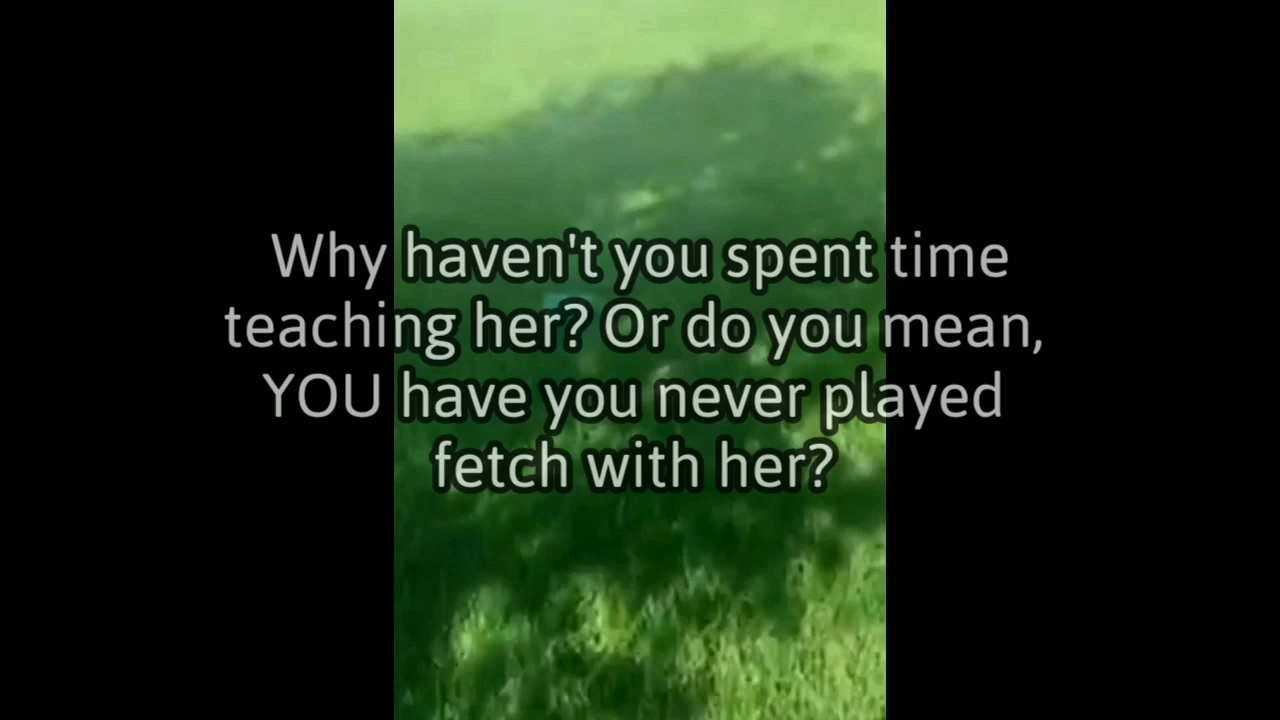 Why haven't you spent time
teaching her? Or do you mean,
YOU have you never played
fetch with her?